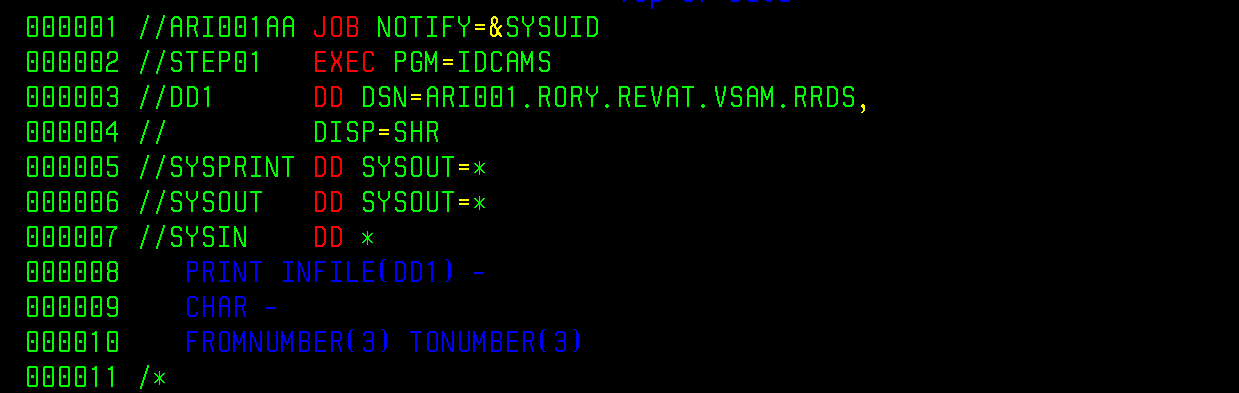 000001 //ARI001AA JOB NOTIFY=&SYSUID
000002 //STEP01   EXEC PGM=IDCAMS
000003 //DD1      DD DSN=ARI001.RORY.REVAT.VSAM.RRDS,
000004 //         DISP=SHR
000005 //SYSPRINT DD SYSOUT=*
000006 //SYSOUT   DD SYSOUT=*
000007 //SYSIN    DD *
000008    PRINT INFILE(DD1) -
000009    CHAR -
000010    FROMNUMBER(3) TONUMBER(3)
000011 /*